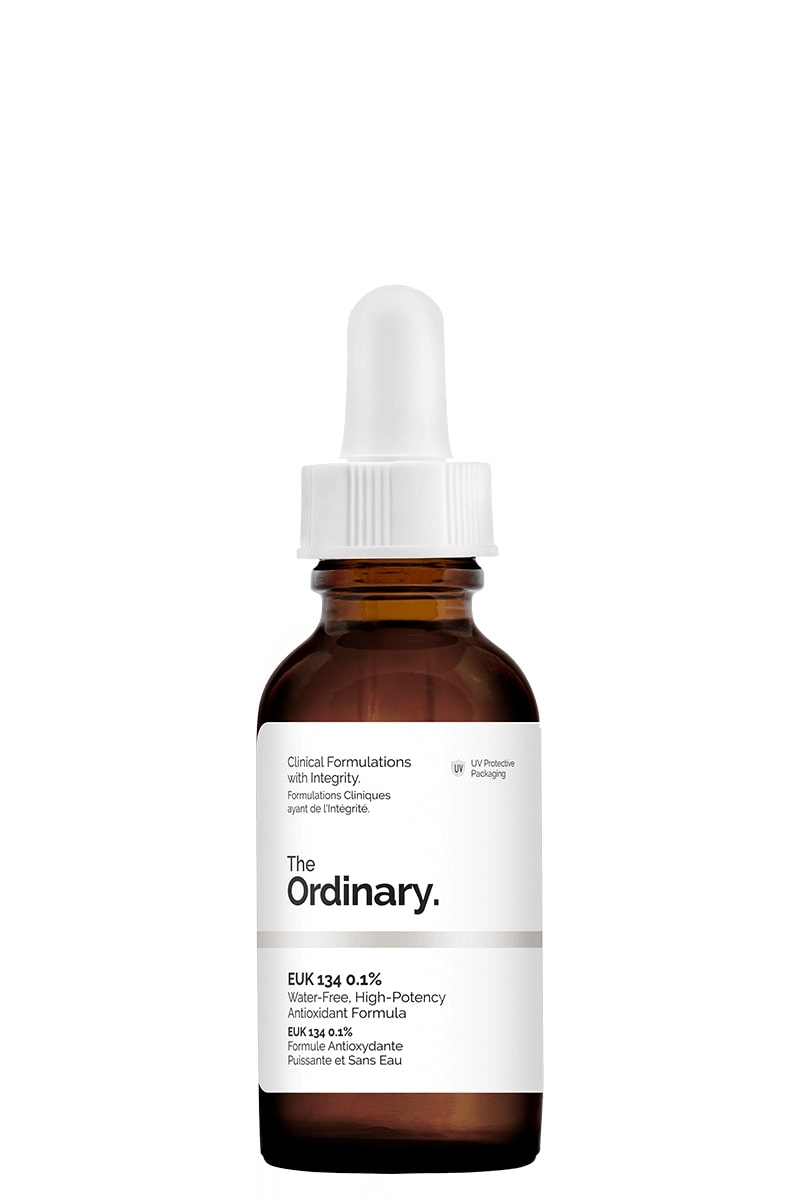 Clinical Formulations
with Integrity.
Formulations Cliniques
ayant de l'Intégrité.
UV
UV Protective
Packaging
The
Ordinary.
EUK 134 0.1%
Water-Free, High-Potency
Antioxidant Formula
EUK 134 0.1%
Formule Antioxydante
Puissante et Sans Eau